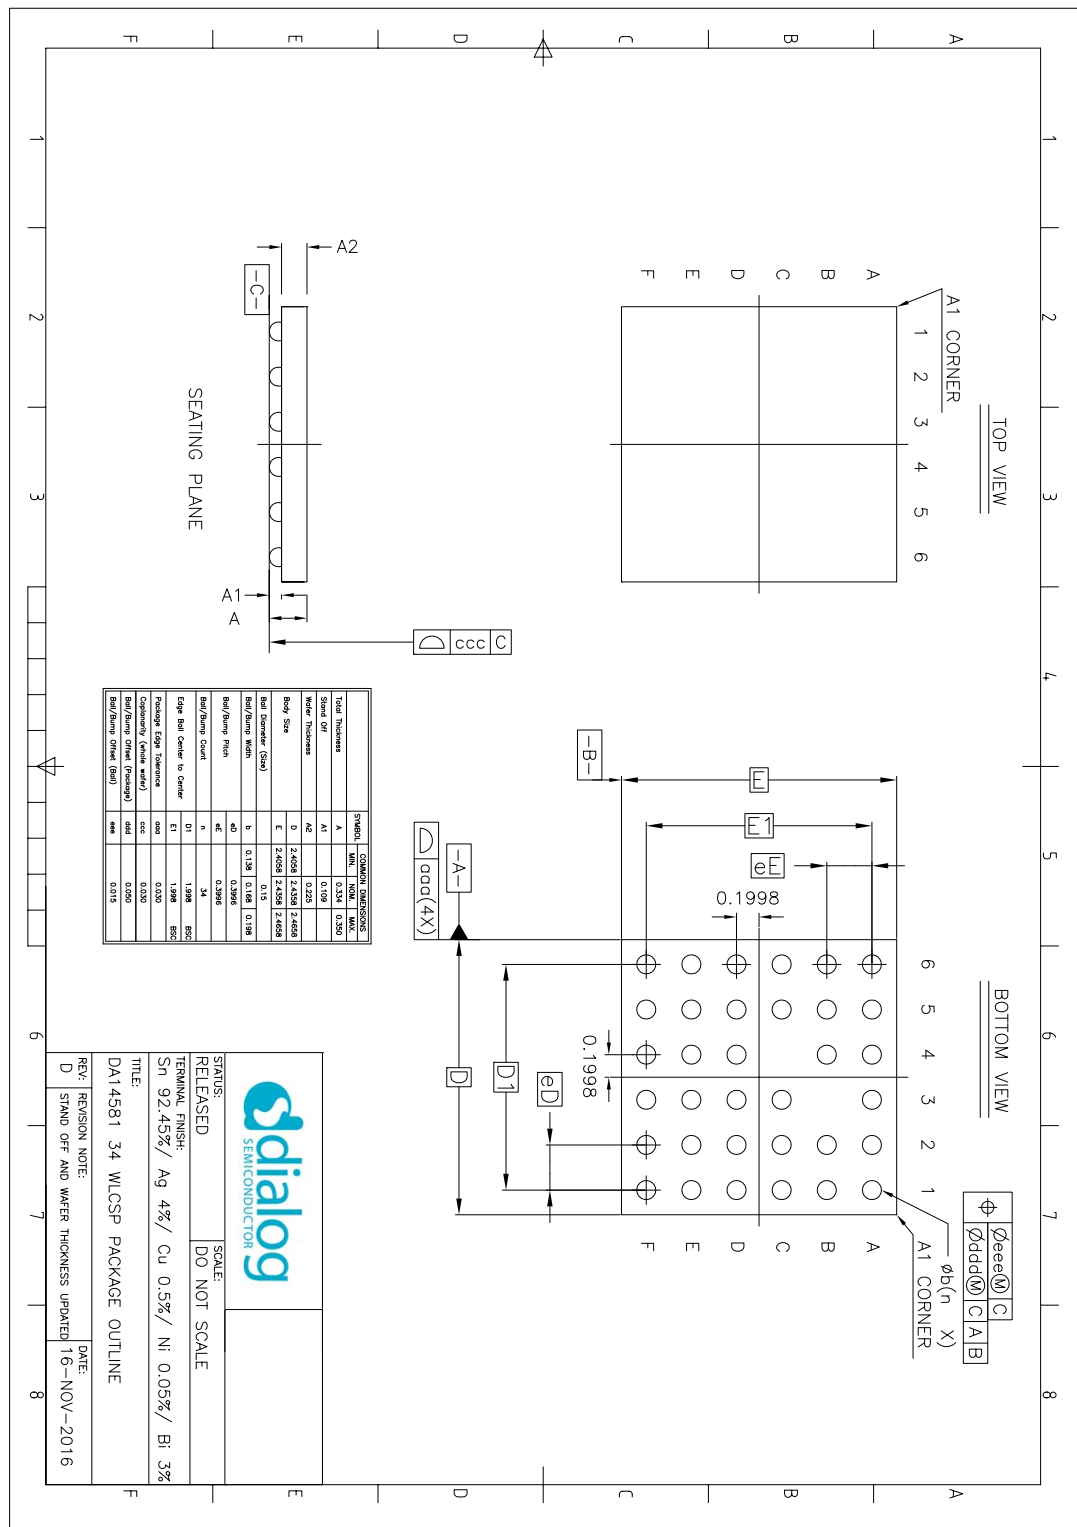 A
B
C
D
E
F
1
2
3
4
5
6
7
8
A
B
C
D
E
F
1
2
3
4
5
6
7
8
TOP VIEW
A1 CORNER
1 2 3 4 5 6
A
B
C
D
E
F
BOTTOM VIEW
6 5 4 3 2 1
A
B
C
D
E
F
A1 CORNER
Øb(n X)
⌖ Øeee Ⓜ C
Øddd Ⓜ C A B
E
E1
eE
0.1998
-B-
-A-
aaa(4X)
D
D1
eD
0.1998
A2
-C-
A1
A
ccc C
SEATING PLANE
SYMBOL COMMON DIMENSIONS
MIN. NOM. MAX.
Total Thickness A 0.334 0.350
Stand Off A1 0.109
Wafer Thickness A2 0.225
Body Size D 2.4058 2.4358 2.4658
E 2.4058 2.4358 2.4658
Ball Diameter (Size) 0.15
Ball/Bump Width b 0.138 0.168 0.198
Ball/Bump Pitch eD 0.3996
eE 0.3996
Ball/Bump Count n 34
Edge Ball Center to Center D1 1.998 BSC
E1 1.998 BSC
Package Edge Tolerance aaa 0.030
Coplanarity (whole wafer) ccc 0.030
Ball/Bump Offset (Package) ddd 0.050
Ball/Bump Offset (Ball) eee 0.015
dialog
SEMICONDUCTOR
STATUS:
RELEASED
SCALE:
DO NOT SCALE
TERMINAL FINISH:
Sn 92.45%/ Ag 4%/ Cu 0.5%/ Ni 0.05%/ Bi 3%
TITLE:
DA14581 34 WLCSP PACKAGE OUTLINE
REV:
D
REVISION NOTE:
STAND OFF AND WAFER THICKNESS UPDATED
DATE:
16-NOV-2016